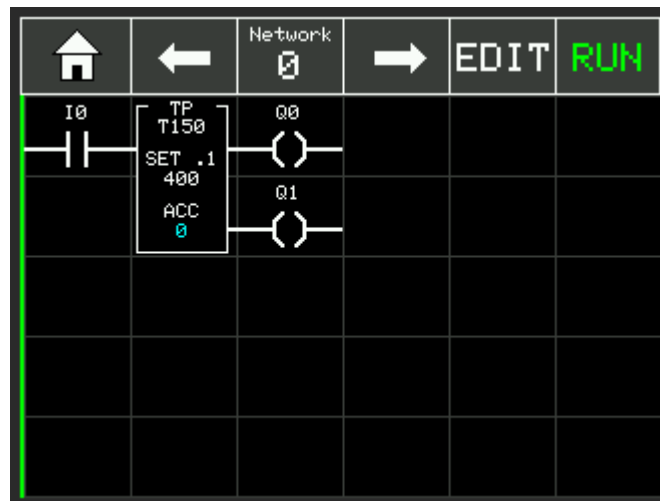 Network
0
EDIT
RUN
I0
TP
T150
SET .1
400
ACC
0
Q0
Q1